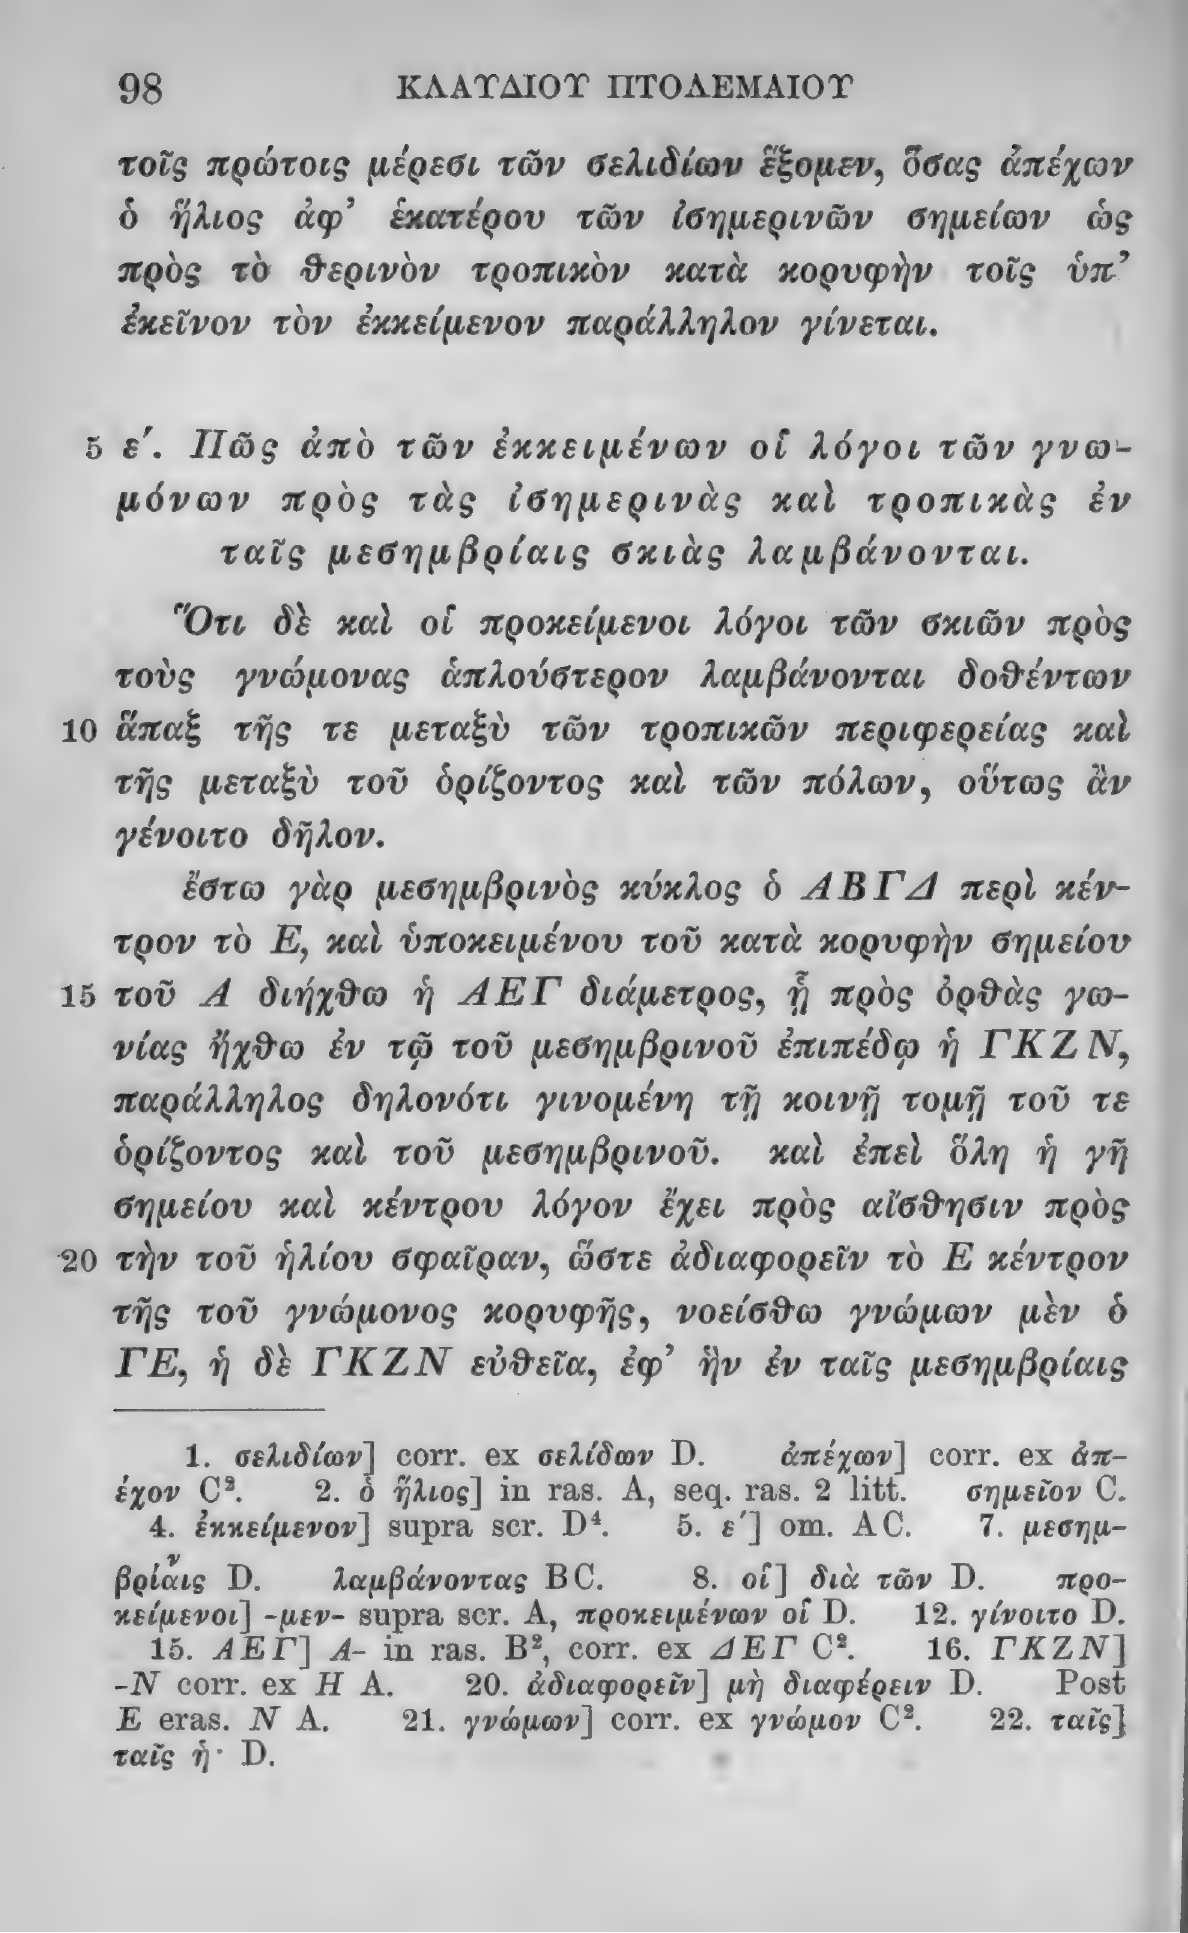 98 ΚΛΑΥΔΙΟΥ ΠΤΟΛΕΜΑΙΟΥ
τοῖς πρώτοις μέρεσι τῶν σελιδίων ἕξομεν, ὅσας ἀπέχων
ὁ ἥλιος ἀφ’ ἑκατέρου τῶν ἰσημερινῶν σημείων ὡς
πρὸς τὸ θερινὸν τροπικὸν κατὰ κορυφὴν τοῖς ὑπ’
ἐκεῖνον τὸν ἐκκείμενον παράλληλον γίνεται.
5 ε΄. Πῶς ἀπὸ τῶν ἐκκειμένων οἱ λόγοι τῶν γνω-
μόνων πρὸς τὰς ἰσημερινὰς καὶ τροπικὰς ἐν
ταῖς μεσημβρίαις σκιὰς λαμβάνονται.
Ὅτι δὲ καὶ οἱ προκείμενοι λόγοι τῶν σκιῶν πρὸς
τοὺς γνώμονας ἁπλούστερον λαμβάνονται δοθέντων
10 ἅπαξ τῆς τε μεταξὺ τῶν τροπικῶν περιφερείας καὶ
τῆς μεταξὺ τοῦ ὁρίζοντος καὶ τῶν πόλων, οὕτως ἂν
γένοιτο δῆλον.
ἔστω γὰρ μεσημβρινὸς κύκλος ὁ ΑΒΓΔ περὶ κέν-
τρον τὸ Ε, καὶ ὑποκειμένου τοῦ κατὰ κορυφὴν σημείου
15 τοῦ Α διήχθω ἡ ΑΕΓ διάμετρος, ᾗ πρὸς ὀρθὰς γω-
νίας ἤχθω ἐν τῷ τοῦ μεσημβρινοῦ ἐπιπέδῳ ἡ ΓΚΖΝ,
παράλληλος δηλονότι γινομένη τῇ κοινῇ τομῇ τοῦ τε
ὁρίζοντος καὶ τοῦ μεσημβρινοῦ. καὶ ἐπεὶ ὅλη ἡ γῆ
σημείου καὶ κέντρου λόγον ἔχει πρὸς αἴσθησιν πρὸς
20 τὴν τοῦ ἡλίου σφαῖραν, ὥστε ἀδιαφορεῖν τὸ Ε κέντρον
τῆς τοῦ γνώμονος κορυφῆς, νοείσθω γνώμων μὲν ὁ
ΓΕ, ἡ δὲ ΓΚΖΝ εὐθεῖα, ἐφ’ ἣν ἐν ταῖς μεσημβρίαις
1. σελιδίων] corr. ex σελίδων D. ἀπέχων] corr. ex ἀπ-
έχον C². 2. ὁ ἥλιος] in ras. A, seq. ras. 2 litt. σημεῖον C.
4. ἐκκείμενον] supra scr. D⁴. 5. ε΄] om. AC. 7. μεσημ-
βρίαις D. λαμβάνοντας BC. 8. οἱ] διὰ τῶν D. προ-
κείμενοι] -μεν- supra scr. A, προκειμένων οἱ D. 12. γίνοιτο D.
15. ΑΕΓ] Α- in ras. B², corr. ex ΔΕΓ C². 16. ΓΚΖΝ]
-Ν corr. ex Η A. 20. ἀδιαφορεῖν] μὴ διαφέρειν D. Post
Ε eras. Ν A. 21. γνώμων] corr. ex γνώμον C². 22. ταῖς]
ταῖς ἡ· D.